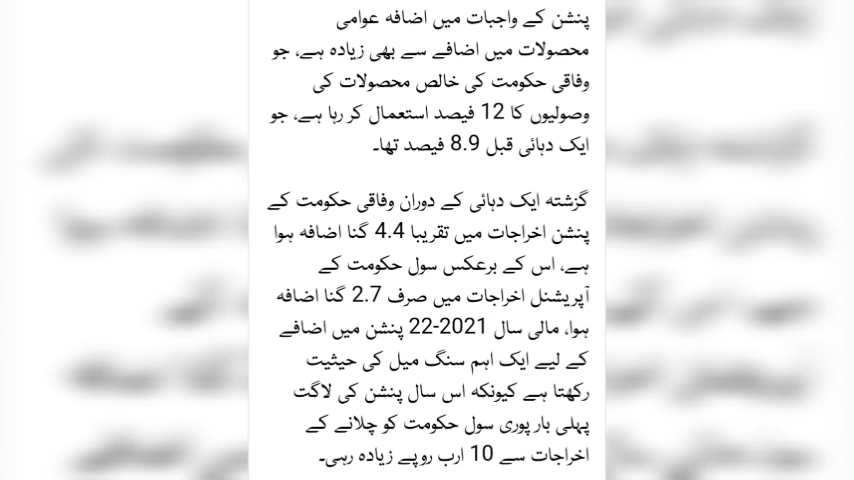 پنشن کے واجبات میں اضافہ عوامی
محصولات میں اضافے سے بھی زیادہ ہے، جو
وفاقی حکومت کی خالص محصولات کی
وصولیوں کا 12 فیصد استعمال کر رہا ہے، جو
ایک دہائی قبل 8.9 فیصد تھا۔
گزشتہ ایک دہائی کے دوران وفاقی حکومت کے
پنشن اخراجات میں تقریبا 4.4 گنا اضافہ ہوا
ہے، اس کے برعکس سول حکومت کے
آپریشنل اخراجات میں صرف 2.7 گنا اضافہ
ہوا، مالی سال 2021-22 پنشن میں اضافے
کے لیے ایک اہم سنگ میل کی حیثیت
رکھتا ہے کیونکہ اس سال پنشن کی لاگت
پہلی بار پوری سول حکومت کو چلانے کے
اخراجات سے 10 ارب روپے زیادہ رہی۔